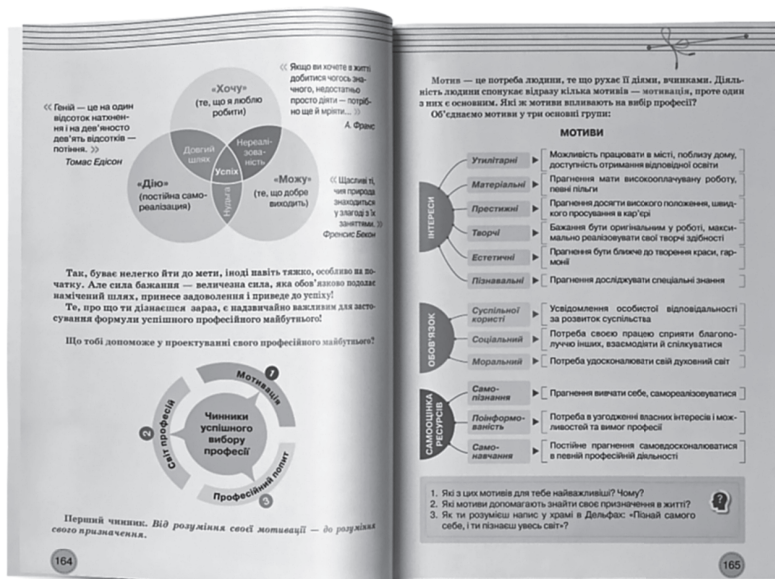 «Хочу»
(те, що я люблю
робити)
« Якщо ви хочете в житті
добитися чогось зна-
чного, недостатньо
просто діяти — потріб-
но ще й мріяти... »
А. Франс
« Геній — це на один
відсоток натхнен-
ня і на дев'яносто
дев'ять відсотків —
потіння. »
Томас Едісон
Довгий
шлях
Нереалі-
зова-
ність
Успіх
«Дію»
(постійна само-
реалізація)
Нудьга
«Можу»
(те, що добре
виходить)
« Щасливі ті,
чия природа
знаходиться
у злагоді з їх
заняттями. »
Френсис Бекон
Так, буває нелегко йти до мети, іноді навіть тяжко, особливо на по-
чатку. Але сила бажання — величезна сила, яка обов'язково подолає
намічений шлях, принесе задоволення і приведе до успіху!
Те, про що ти дізнаєшся зараз, є надзвичайно важливим для засто-
сування формули успішного професійного майбутнього!
Що тобі допоможе у проектуванні свого професійного майбутнього?
1
Мотивація
Світ професій
2
Чинники
успішного
вибору
професії
Професійний попит
3
Перший чинник. Від розуміння своєї мотивації — до розуміння
свого призначення.
164
Мотив — це потреба людини, те що рухає її діями, вчинками. Діяль-
ність людини спонукає відразу кілька мотивів — мотивація, проте один
з них є основним. Які ж мотиви впливають на вибір професії?
Об'єднаємо мотиви у три основні групи:
МОТИВИ
ІНТЕРЕСИ
Утилітарні
Можливість працювати в місті, поблизу дому,
доступність отримання відповідної освіти
Матеріальні
Прагнення мати високооплачувану роботу,
певні пільги
Престижні
Прагнення досягти високого положення, швид-
кого просування в кар'єрі
Творчі
Бажання бути оригінальним у роботі, макси-
мально реалізовувати свої творчі здібності
Естетичні
Прагнення бути ближче до творення краси, гар-
монії
Пізнавальні
Прагнення досліджувати спеціальні знання
ОБОВ'ЯЗОК
Суспільної
користі
Усвідомлення особистої відповідальності
за розвиток суспільства
Соціальний
Потреба своєю працею сприяти благопо-
луччю інших, взаємодіяти й спілкуватися
Моральний
Потреба удосконалювати свій духовний світ
САМООЦІНКА
РЕСУРСІВ
Само-
пізнання
Прагнення вивчати себе, самореалізовуватися
Поінформо-
ваність
Потреба в узгодженні власних інтересів і мож-
ливостей та вимог професії
Само-
навчання
Постійне прагнення самовдосконалюватися
в певній професійній діяльності
1. Які з цих мотивів для тебе найважливіші? Чому?
2. Які мотиви допомагають знайти своє призначення в житті?
3. Як ти розумієш напис у храмі в Дельфах: «Пізнай самого
себе, і ти пізнаєш увесь світ»?
?
165